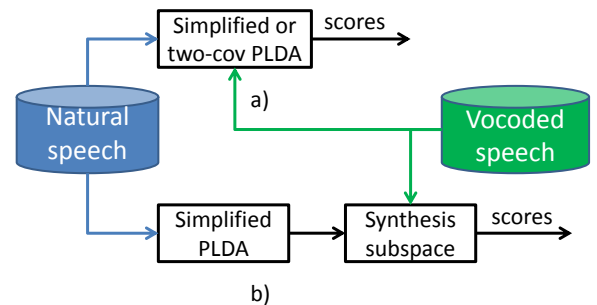 Simplified or
two-cov PLDA
scores
a)
Natural
speech
Vocoded
speech
Simplified
PLDA
Synthesis
subspace
scores
b)